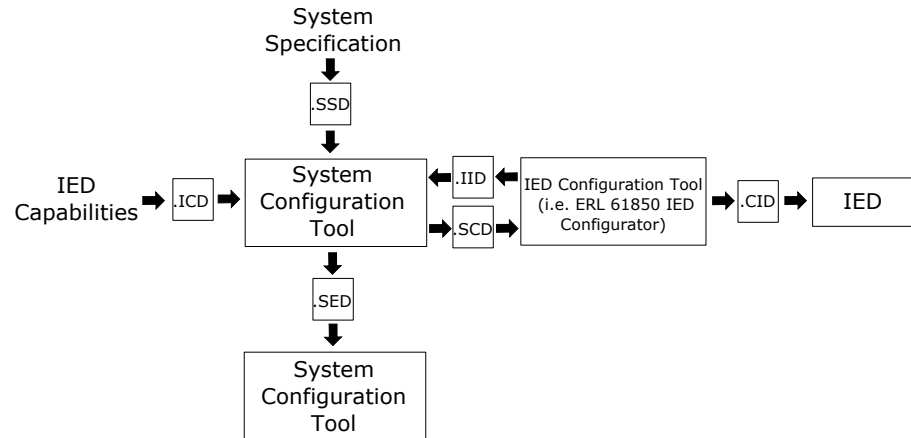 System
Specification
.SSD
System
Configuration
Tool
IED
Capabilities
.ICD
.IID
.SCD
IED Configuration Tool
(i.e. ERL 61850 IED
Configurator)
.CID
IED
.SED
System
Configuration
Tool